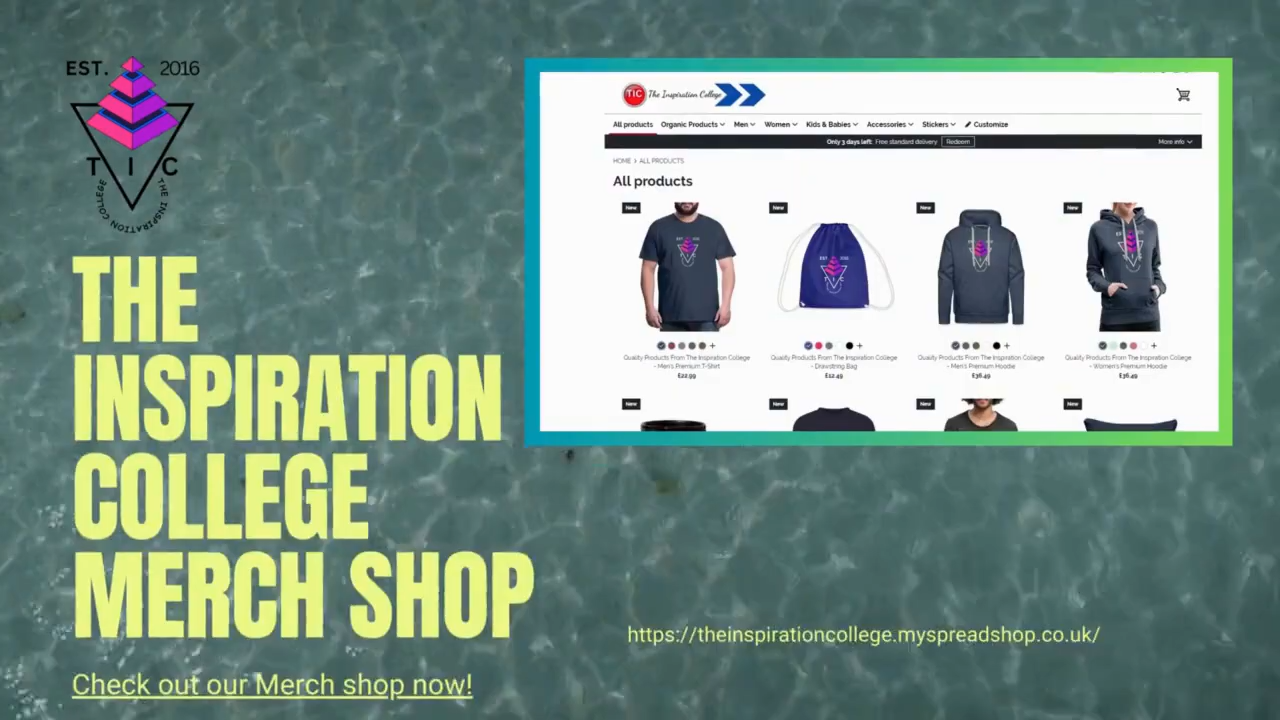 EST. 2016
T I C
THE INSPIRATION COLLEGE
THE
INSPIRATION
COLLEGE
MERCH SHOP
Check out our Merch shop now!
TIC The Inspiration College
All products Organic Products Men Women Kids & Babies Accessories Stickers Customize
Only 3 days left: Free standard delivery Redeem More info
HOME > ALL PRODUCTS
All products
New New New New
Quality Products From The Inspiration College
- Men's Premium T-Shirt
£22.99
Quality Products From The Inspiration College
- Drawstring Bag
£12.49
Quality Products From The Inspiration College
- Men's Premium Hoodie
£36.49
Quality Products From The Inspiration College
- Women's Premium Hoodie
£36.49
New New New New
https://theinspirationcollege.myspreadshop.co.uk/